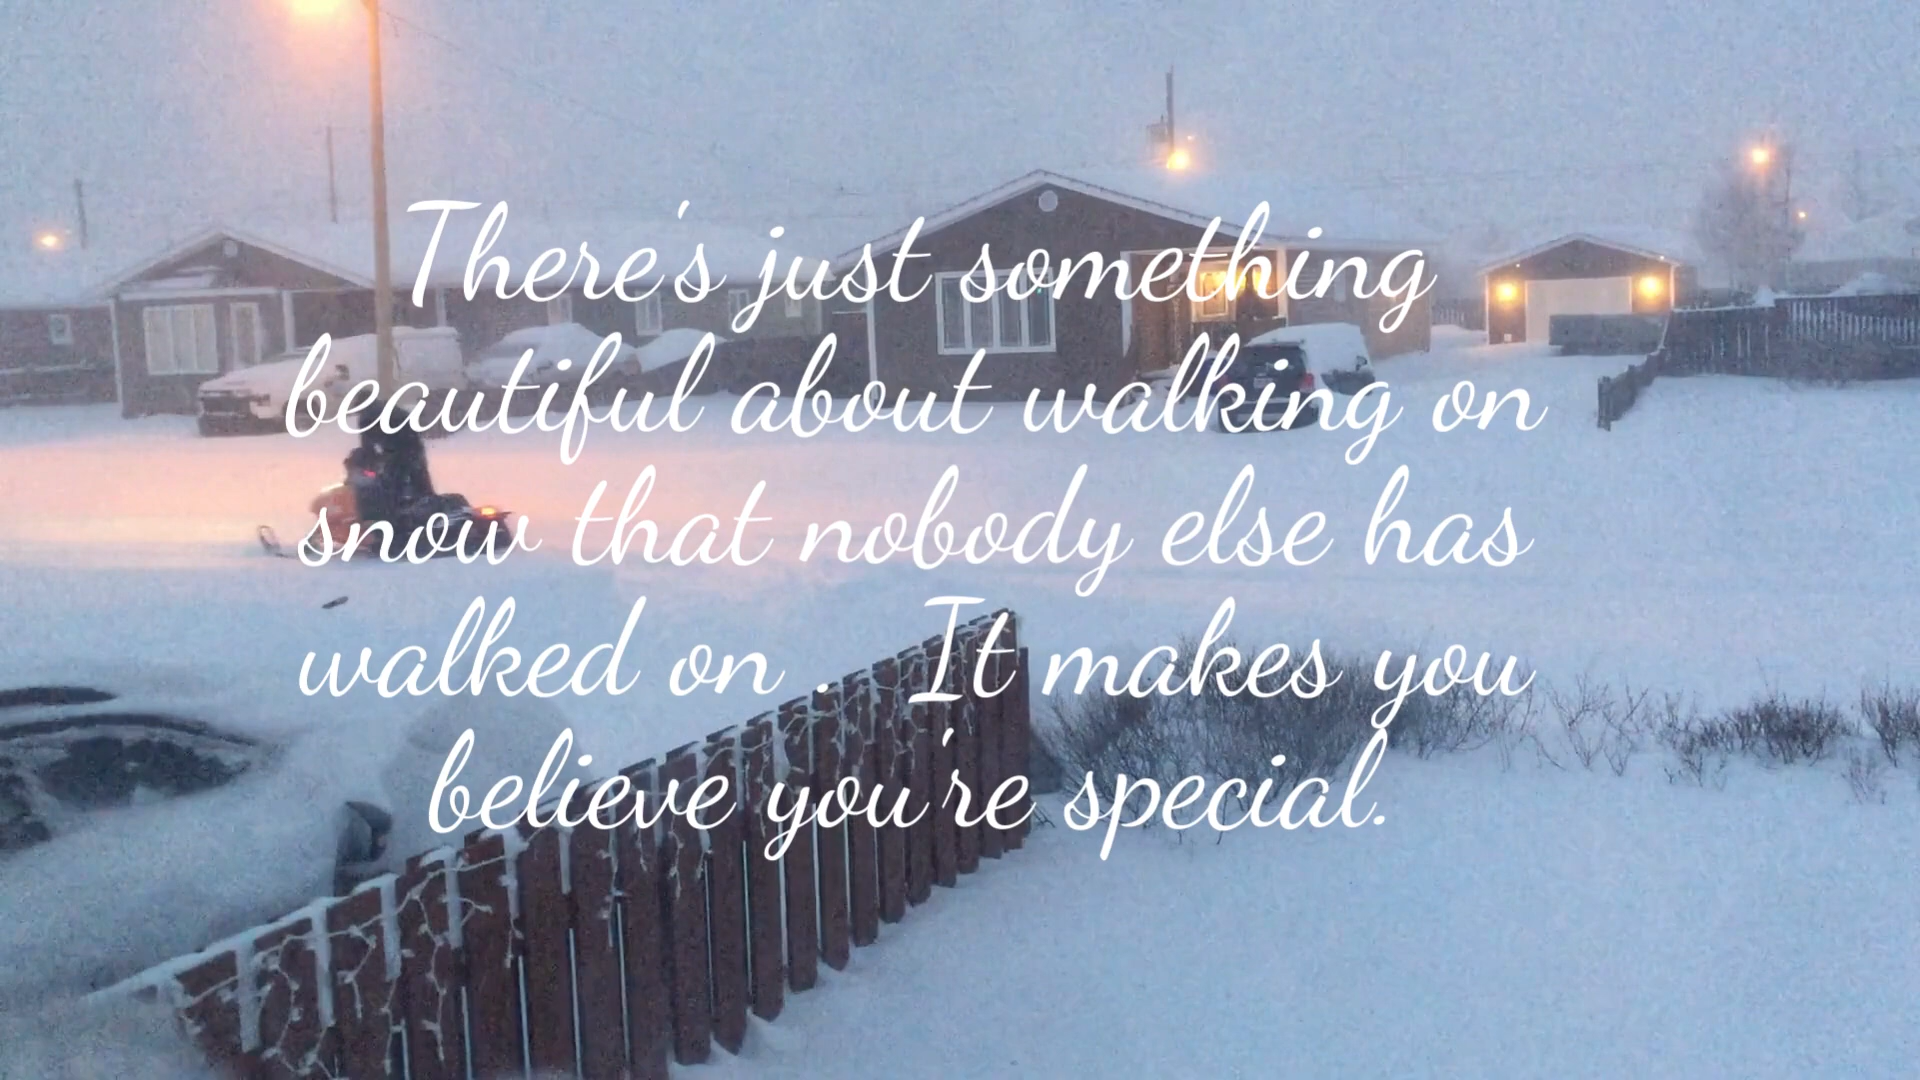 There's just something
beautiful about walking on
snow that nobody else has
walked on . It makes you
believe you're special.